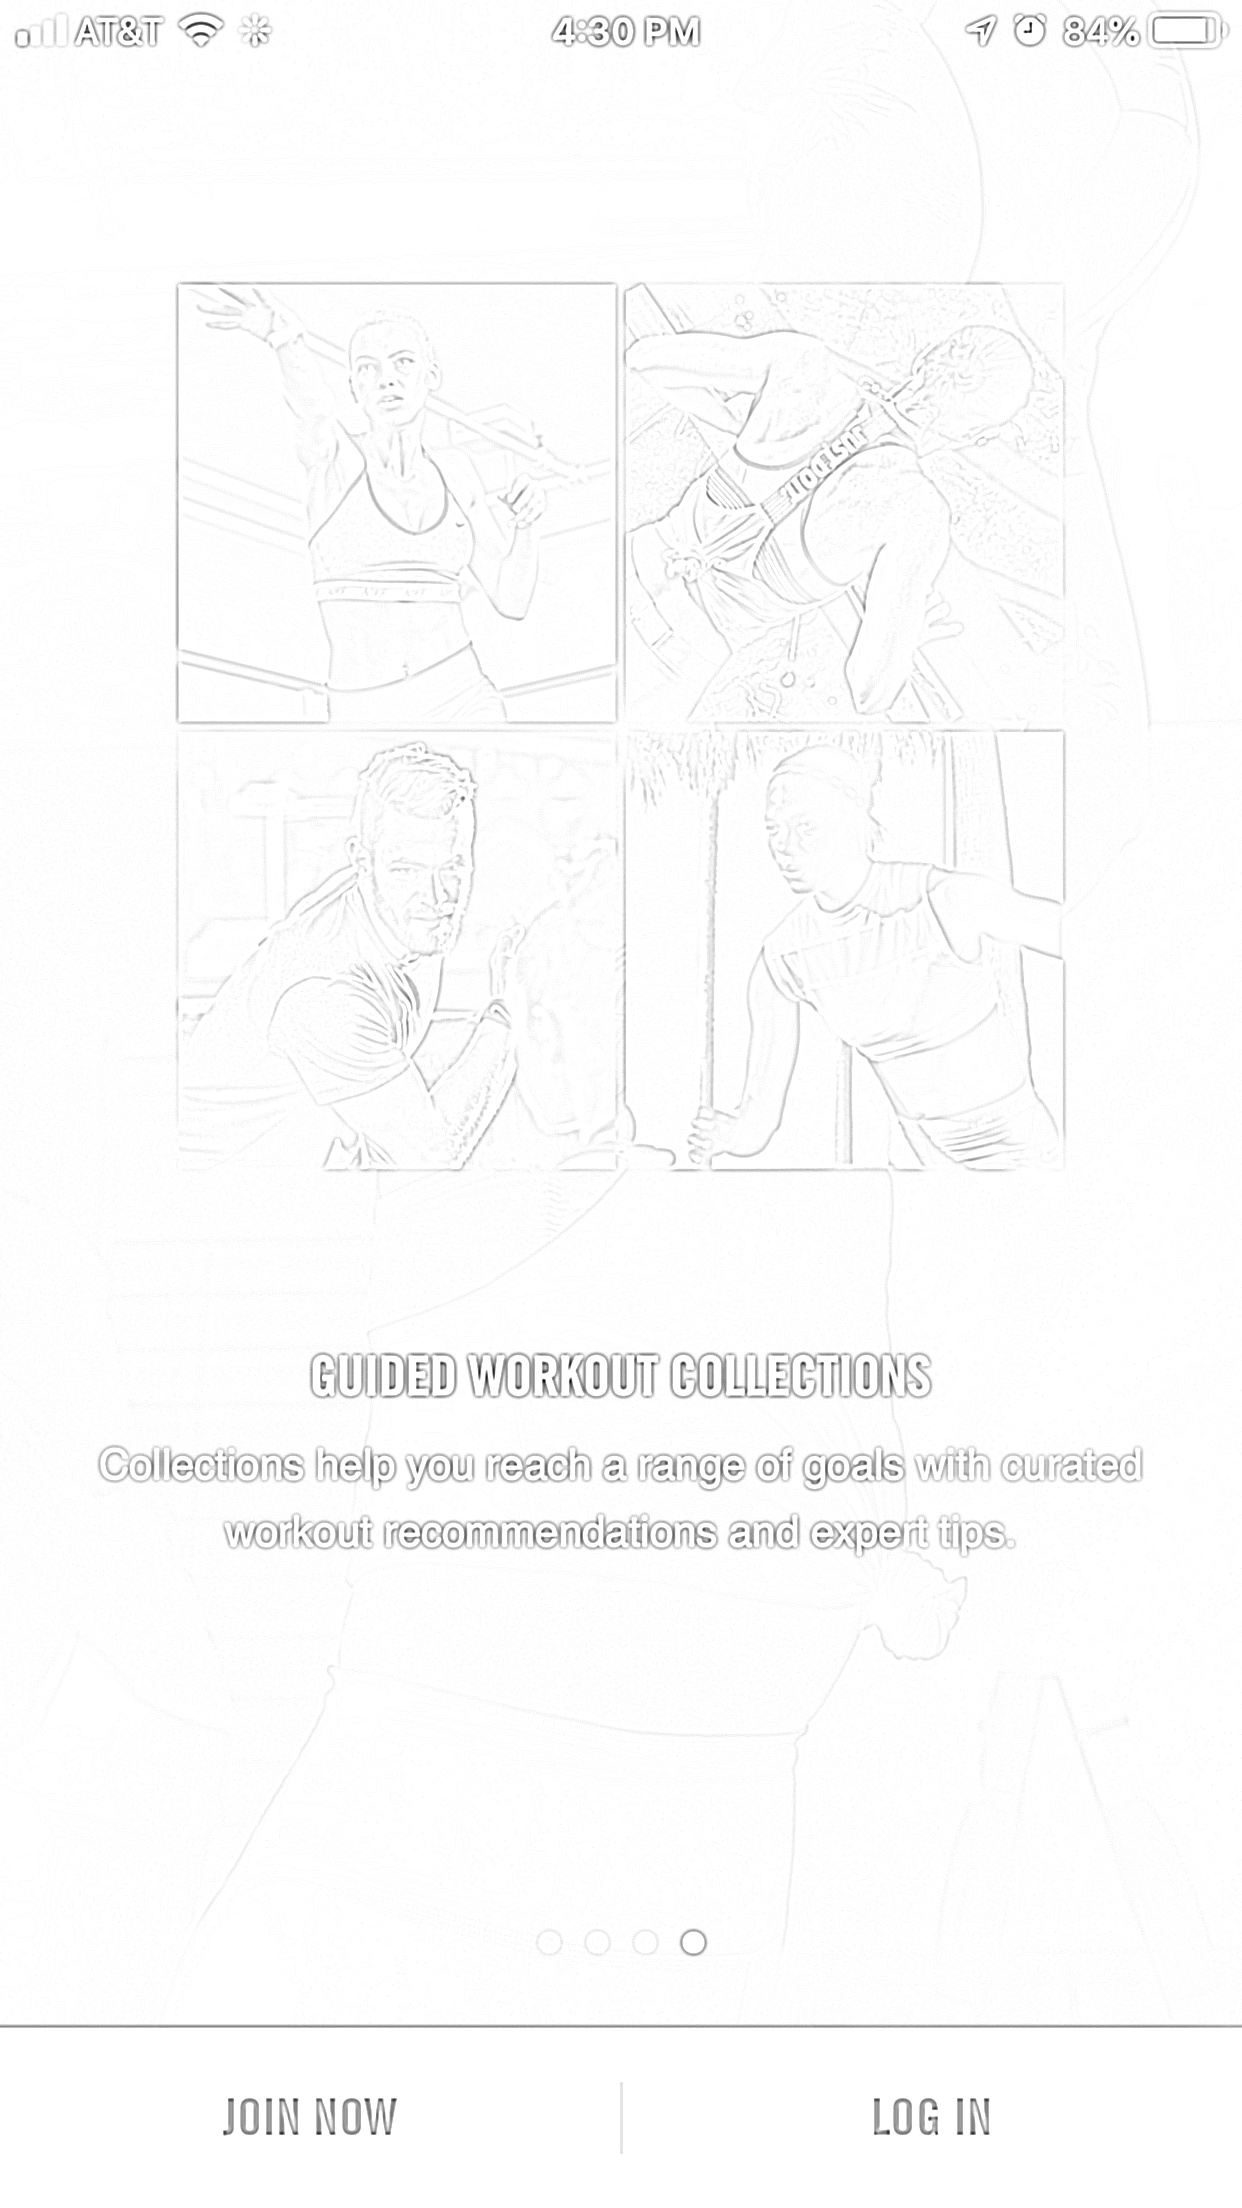 AT&T 4:30 PM 84%
JUST DO IT
GUIDED WORKOUT COLLECTIONS
Collections help you reach a range of goals with curated
workout recommendations and expert tips.
JOIN NOW LOG IN